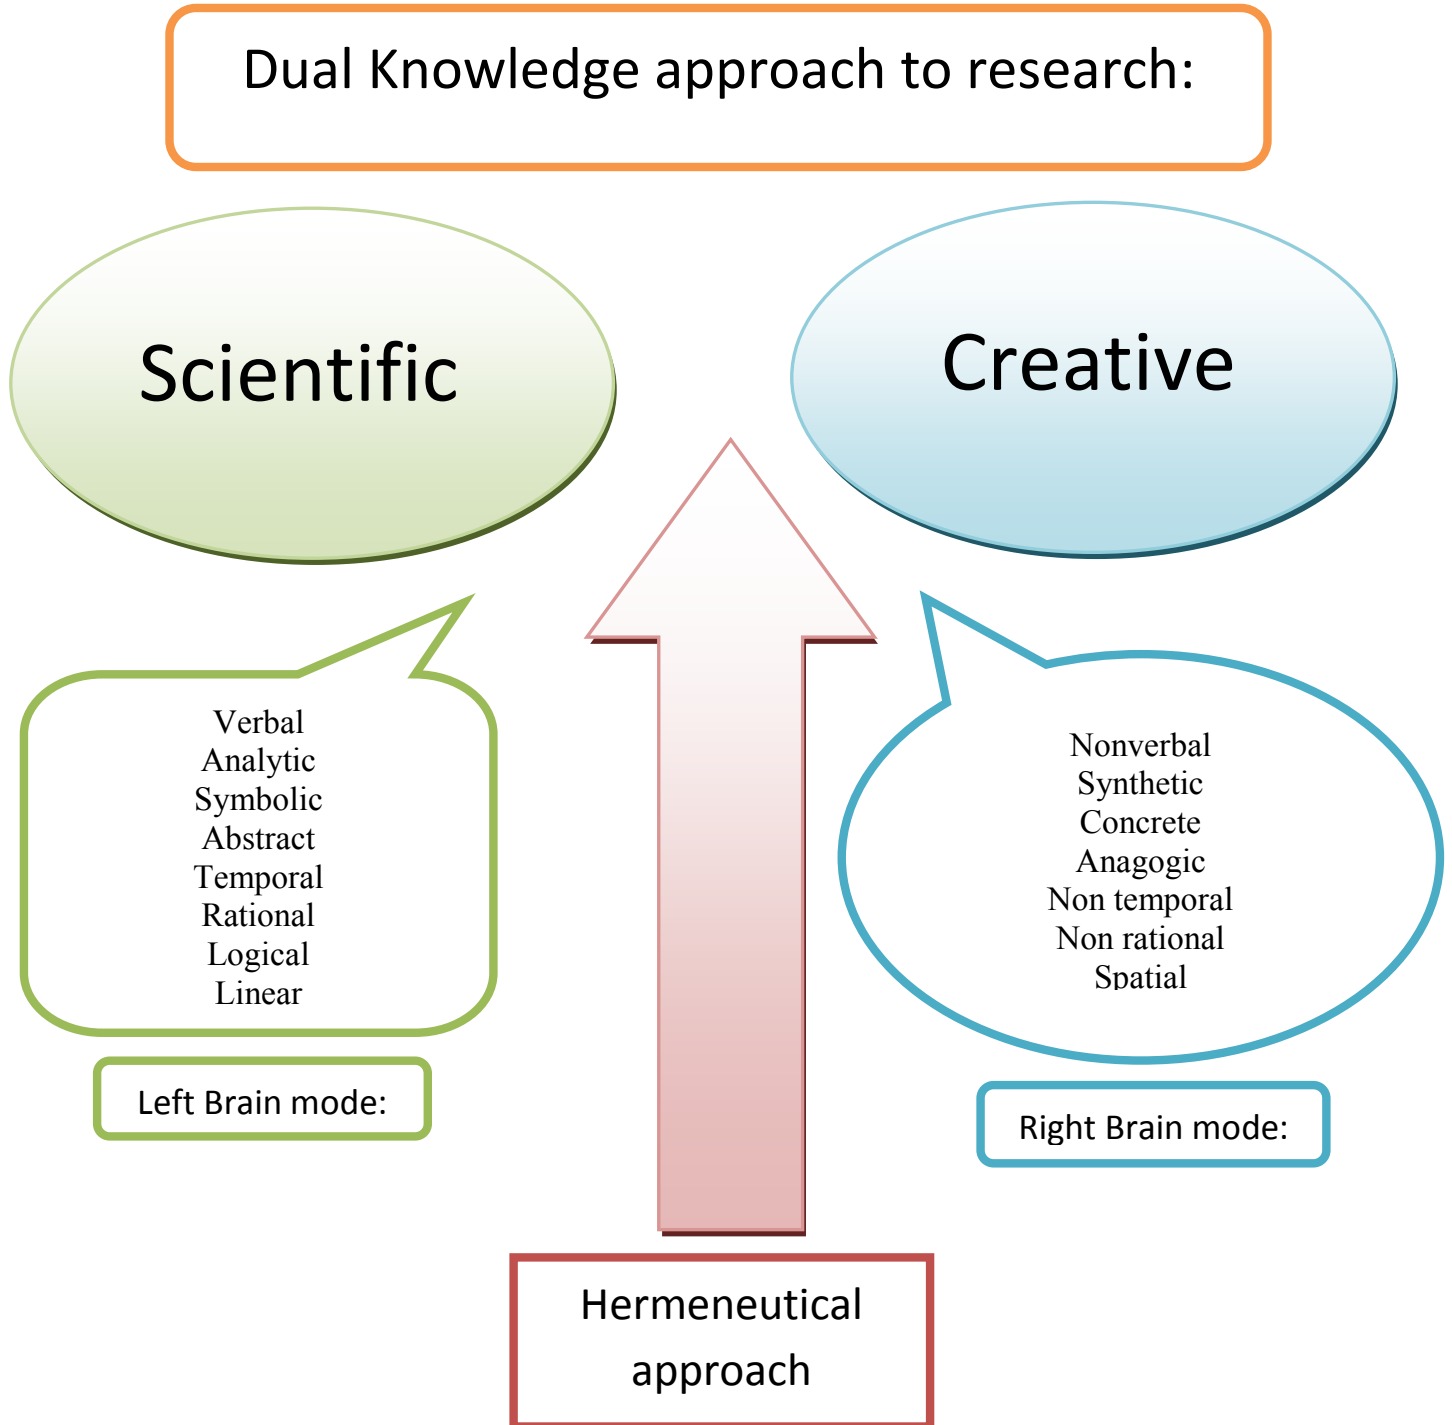 Dual Knowledge approach to research:
Scientific
Creative
Verbal
Analytic
Symbolic
Abstract
Temporal
Rational
Logical
Linear
Left Brain mode:
Nonverbal
Synthetic
Concrete
Anagogic
Non temporal
Non rational
Spatial
Right Brain mode:
Hermeneutical
approach